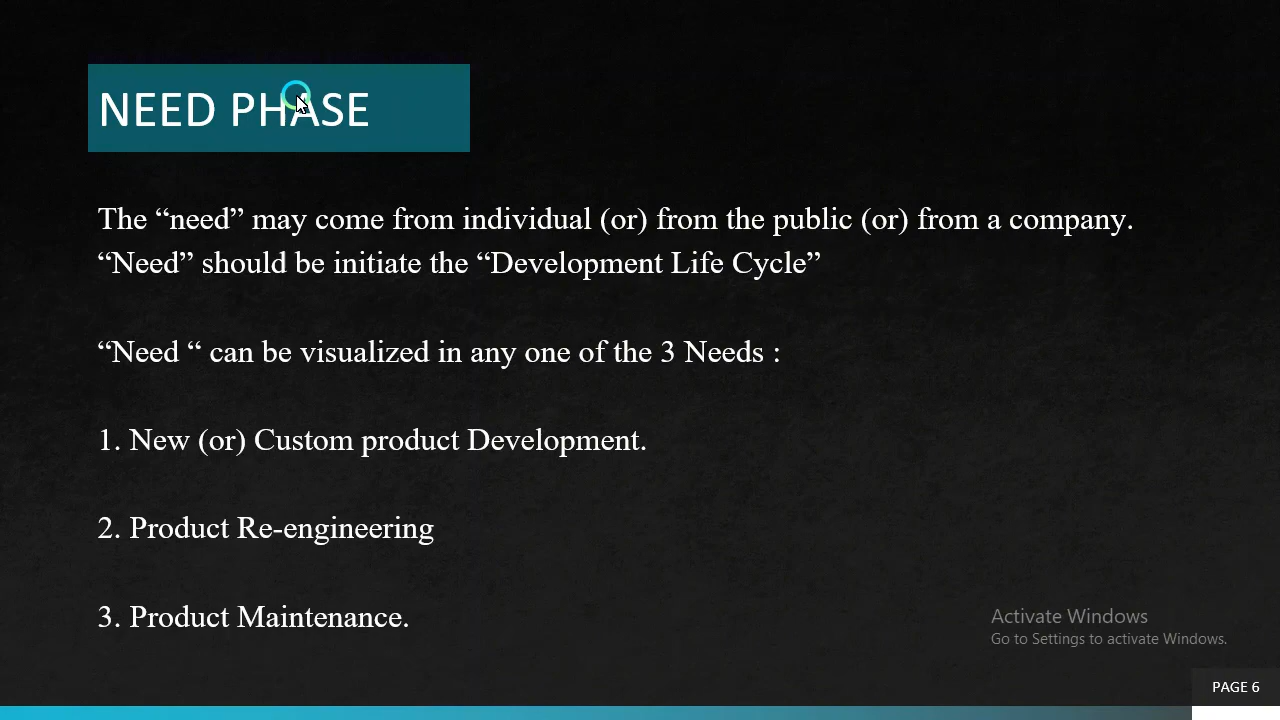 NEED PHASE
The “need” may come from individual (or) from the public (or) from a company.
“Need” should be initiate the “Development Life Cycle”
“Need “ can be visualized in any one of the 3 Needs :
1. New (or) Custom product Development.
2. Product Re-engineering
3. Product Maintenance.
Activate Windows
Go to Settings to activate Windows.
PAGE 6